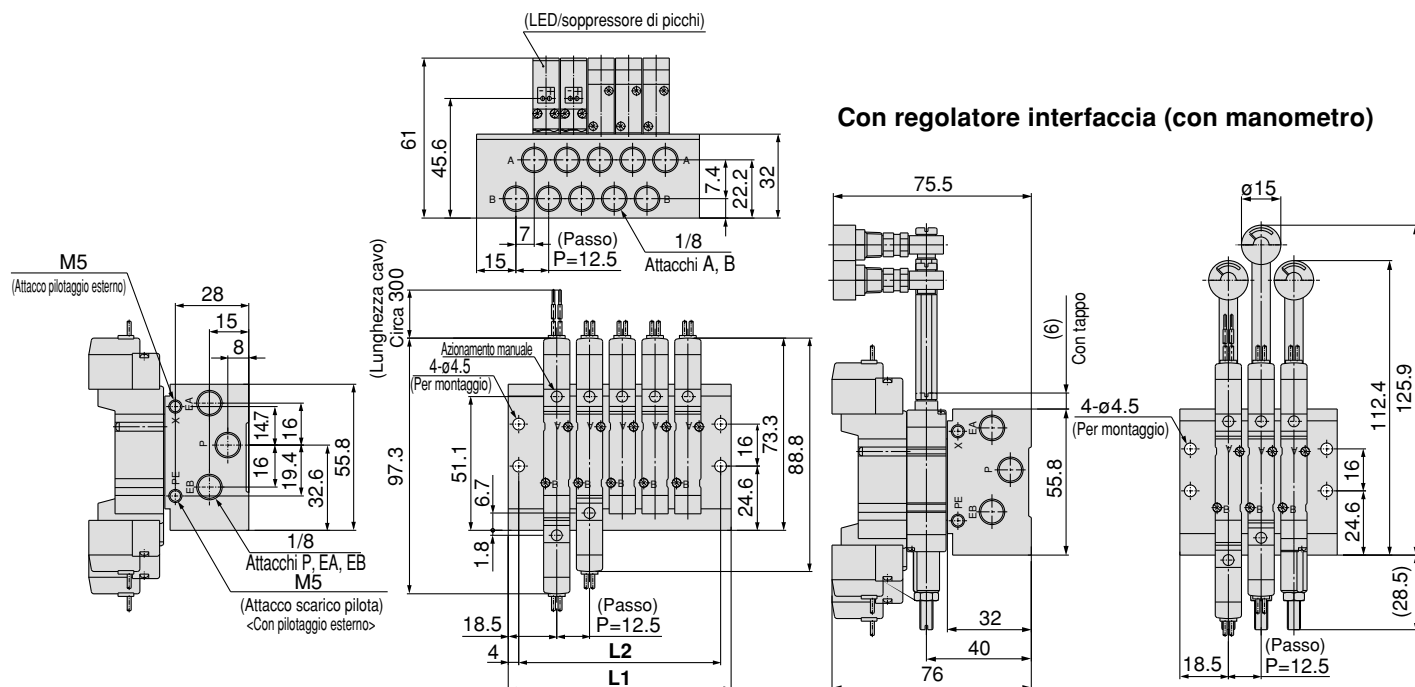 (LED/soppressore di picchi)
61
45.6
A
A
B
B
7.4
22.2
32
7
15
(Passo)
P=12.5
1/8
Attacchi A, B
Con regolatore interfaccia (con manometro)
M5
(Attacco pilotaggio esterno)
28
15
8
X
EA
P
PE
EB
14.7
16
16
19.4
32.6
55.8
1/8
Attacchi P, EA, EB
M5
(Attacco scarico pilota)
<Con pilotaggio esterno>
(Lunghezza cavo)
Circa 300
Azionamento manuale
4-ø4.5
(Per montaggio)
97.3
51.1
6.7
1.8
A
A
A
A
A
B
B
B
B
B
16
24.6
73.3
88.8
18.5
(Passo)
P=12.5
4
L2
L1
75.5
(6)
Con tappo
X
EA
P
PE
EB
55.8
32
40
76
ø15
4-ø4.5
(Per montaggio)
A
A
A
B
B
B
16
24.6
112.4
125.9
(28.5)
18.5
(Passo)
P=12.5